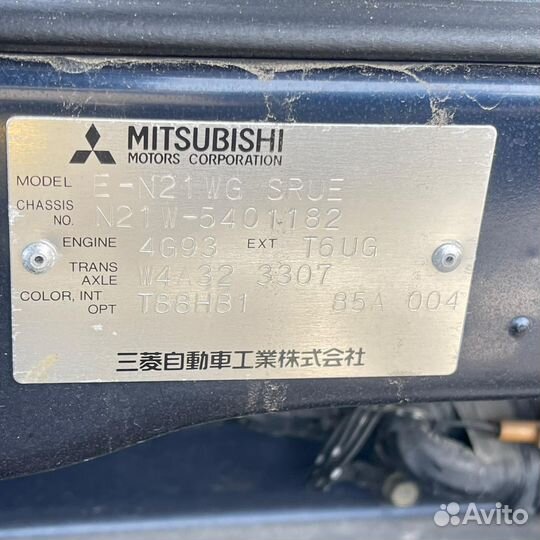 MITSUBISHI
MOTORS CORPORATION
MODEL E-N21WG SRUE
CHASSIS NO. N21W-5401182
ENGINE 4G93 EXT T6UG
TRANS AXLE W4A32 3307
COLOR, INT OPT T88H81 85A 004
三菱自動車工業株式会社
Avito